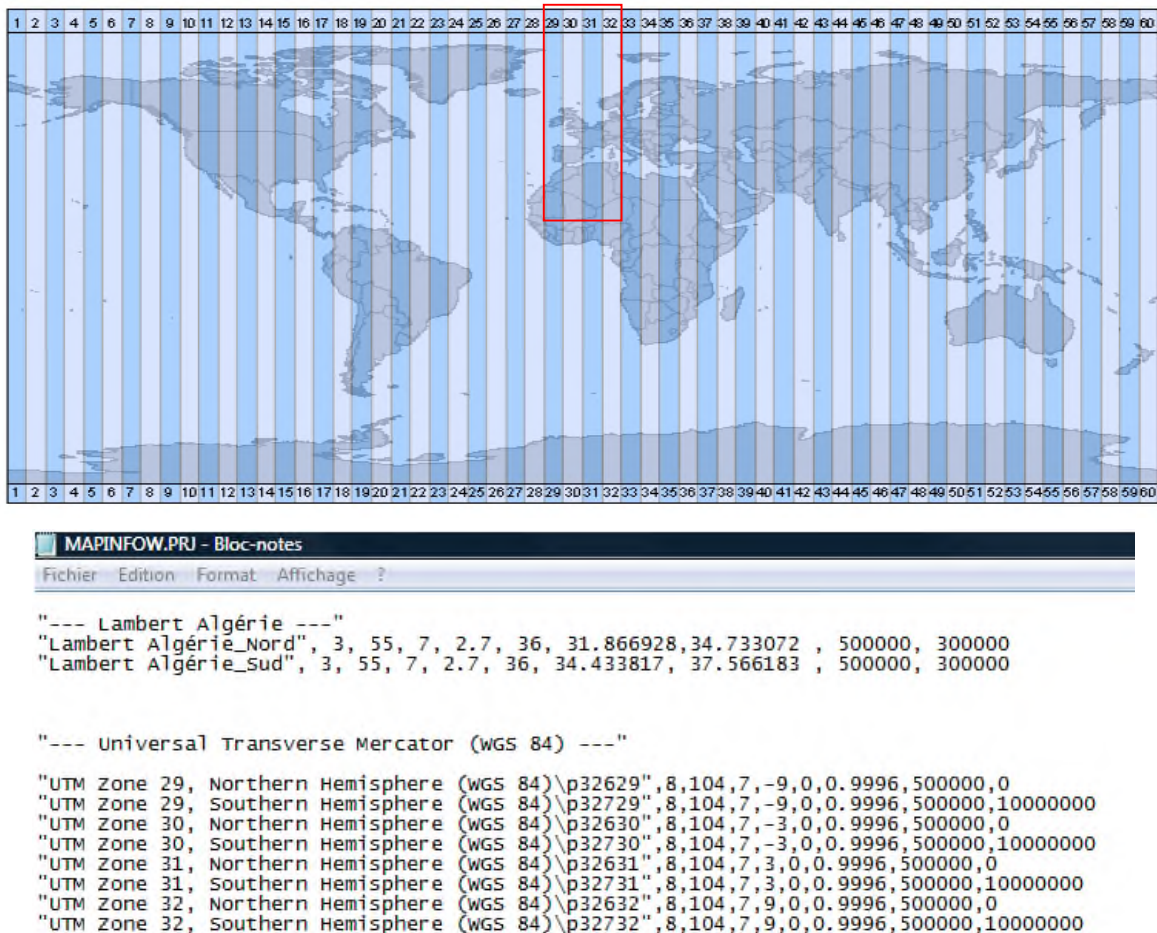 1 2 3 4 5 6 7 8 9 10 11 12 13 14 15 16 17 18 19 20 21 22 23 24 25 26 27 28 29 30 31 32 33 34 35 36 37 38 39 40 41 42 43 44 45 46 47 48 49 50 51 52 53 54 55 56 57 58 59 60
1 2 3 4 5 6 7 8 9 10 11 12 13 14 15 16 17 18 19 20 21 22 23 24 25 26 27 28 29 30 31 32 33 34 35 36 37 38 39 40 41 42 43 44 45 46 47 48 49 50 51 52 53 54 55 56 57 58 59 60
MAPINFOW.PRJ - Bloc-notes
Fichier Edition Format Affichage ?
"--- Lambert Algérie ---"
"Lambert Algérie_Nord", 3, 55, 7, 2.7, 36, 31.866928,34.733072 , 500000, 300000
"Lambert Algérie_Sud", 3, 55, 7, 2.7, 36, 34.433817, 37.566183 , 500000, 300000
"--- Universal Transverse Mercator (WGS 84) ---"
"UTM Zone 29, Northern Hemisphere (WGS 84)\p32629",8,104,7,-9,0,0.9996,500000,0
"UTM Zone 29, Southern Hemisphere (WGS 84)\p32729",8,104,7,-9,0,0.9996,500000,10000000
"UTM Zone 30, Northern Hemisphere (WGS 84)\p32630",8,104,7,-3,0,0.9996,500000,0
"UTM Zone 30, Southern Hemisphere (WGS 84)\p32730",8,104,7,-3,0,0.9996,500000,10000000
"UTM Zone 31, Northern Hemisphere (WGS 84)\p32631",8,104,7,3,0,0.9996,500000,0
"UTM Zone 31, Southern Hemisphere (WGS 84)\p32731",8,104,7,3,0,0.9996,500000,10000000
"UTM Zone 32, Northern Hemisphere (WGS 84)\p32632",8,104,7,9,0,0.9996,500000,0
"UTM Zone 32, Southern Hemisphere (WGS 84)\p32732",8,104,7,9,0,0.9996,500000,10000000